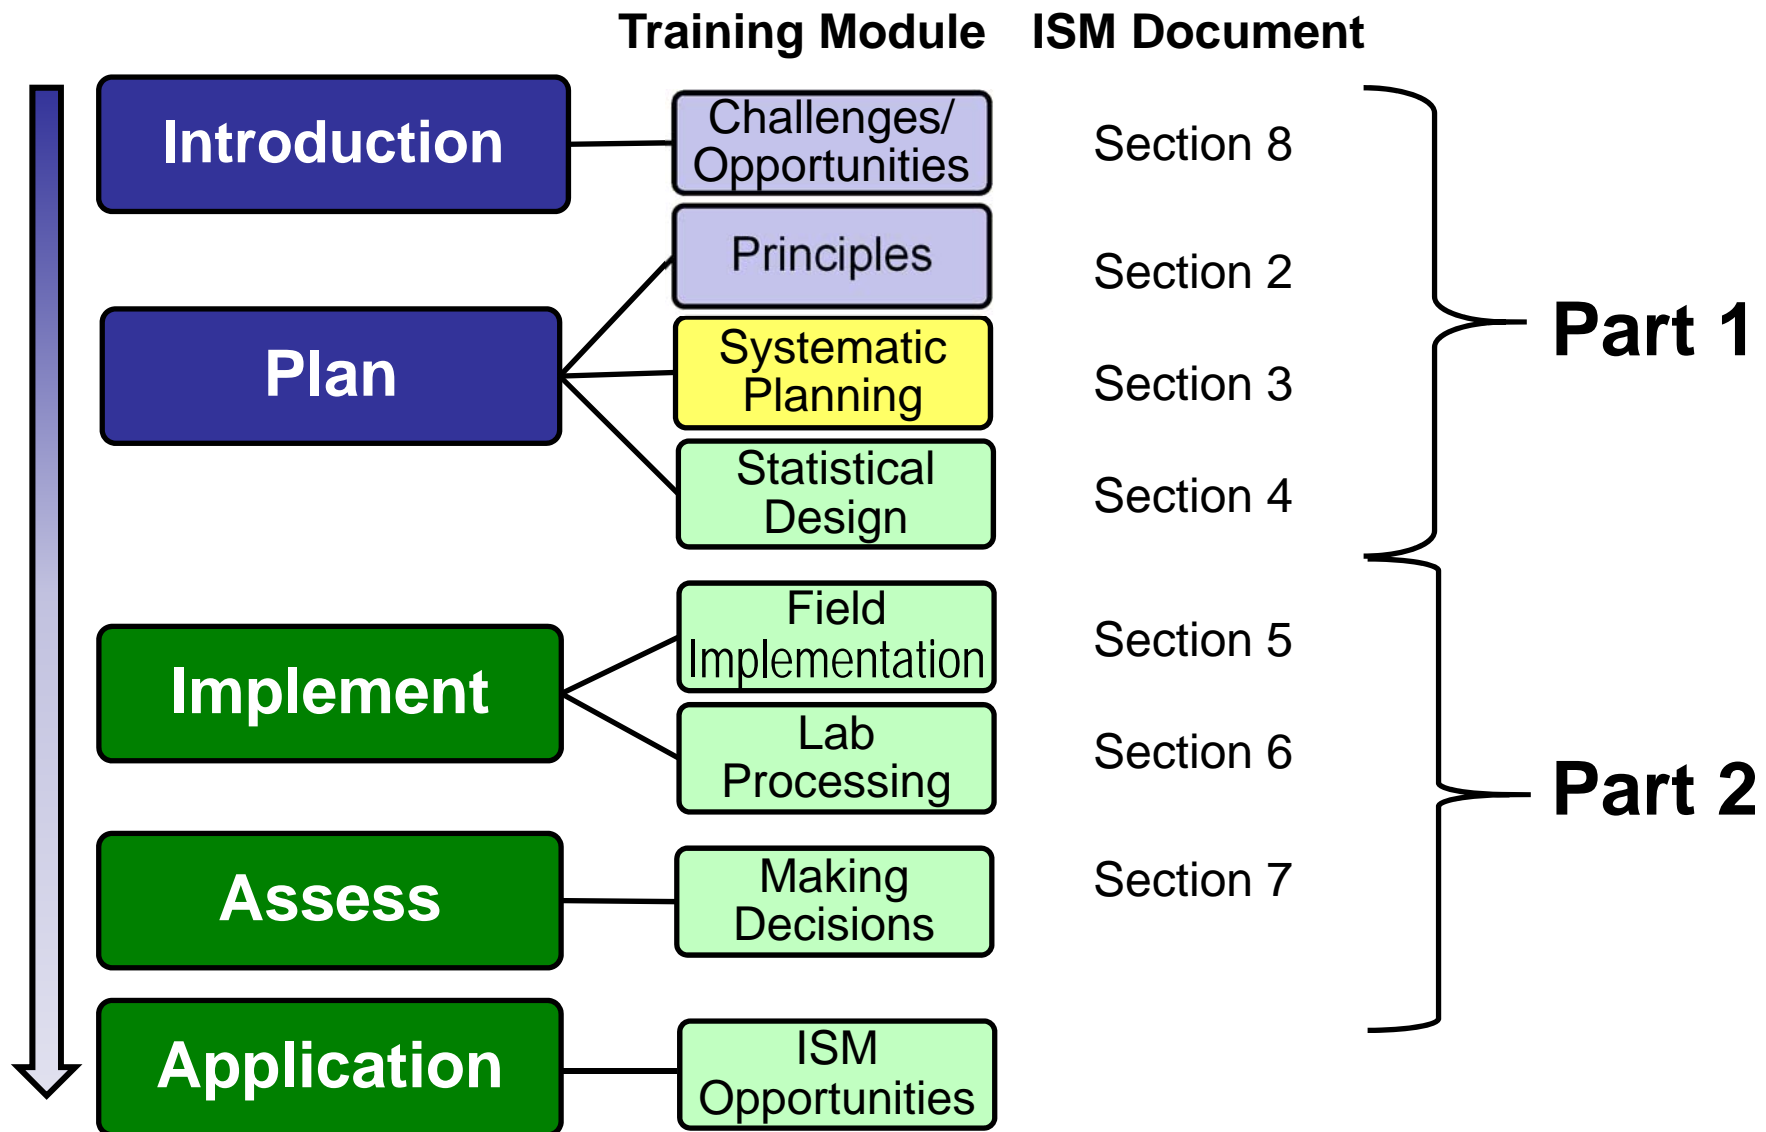 Training Module ISM Document
Introduction
Challenges/
Opportunities
Section 8
Principles
Section 2
Plan
Systematic
Planning
Section 3
Statistical
Design
Section 4
Part 1
Implement
Field
Implementation
Section 5
Lab
Processing
Section 6
Part 2
Assess
Making
Decisions
Section 7
Application
ISM
Opportunities